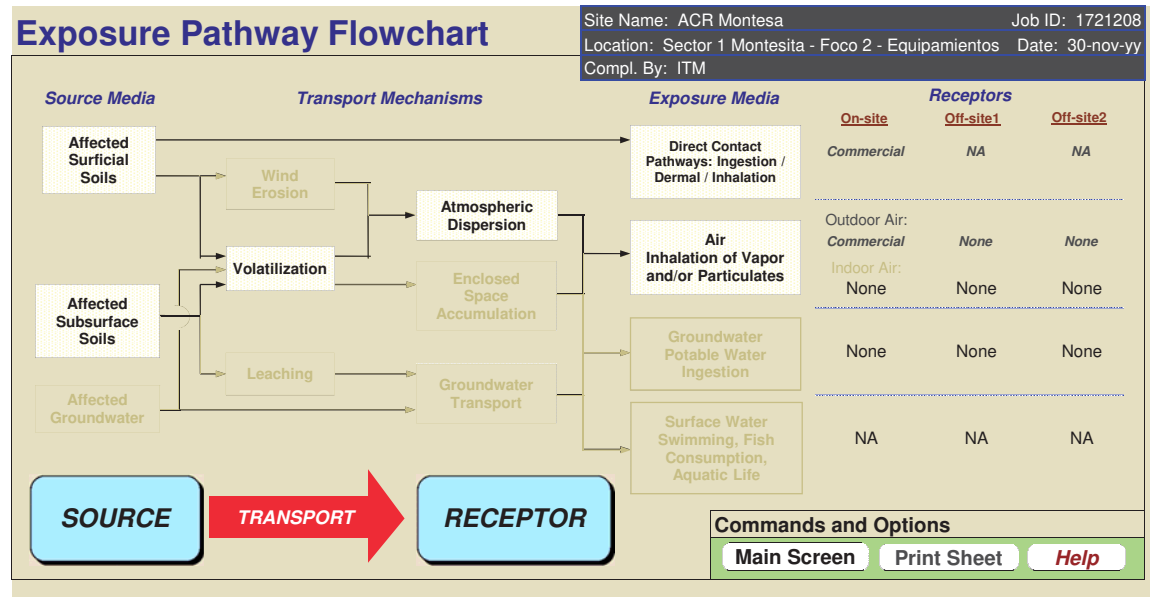 Exposure Pathway Flowchart
Site Name: ACR Montesa Job ID: 1721208
Location: Sector 1 Montesita - Foco 2 - Equipamientos Date: 30-nov-yy
Compl. By: ITM
Source Media
Transport Mechanisms
Exposure Media
Receptors
On-site Off-site1 Off-site2
Affected
Surficial
Soils
Wind
Erosion
Volatilization
Affected
Subsurface
Soils
Leaching
Affected
Groundwater
Atmospheric
Dispersion
Enclosed
Space
Accumulation
Groundwater
Transport
Direct Contact
Pathways: Ingestion /
Dermal / Inhalation
Commercial NA NA
Air
Inhalation of Vapor
and/or Particulates
Outdoor Air:
Commercial None None
Indoor Air:
None None None
Groundwater
Potable Water
Ingestion
None None None
Surface Water
Swimming, Fish
Consumption,
Aquatic Life
NA NA NA
SOURCE
TRANSPORT
RECEPTOR
Commands and Options
Main Screen Print Sheet Help